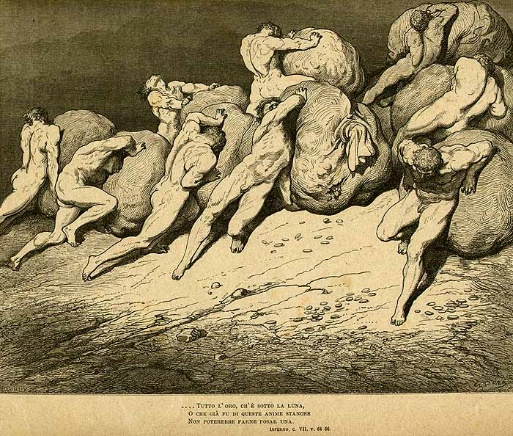 .... Tutto l'oro, ch'è sotto la luna,
O che già fu di queste anime stanche
Non poterebbe farne posar una.
Inferno, c. VII, v. 64 66.